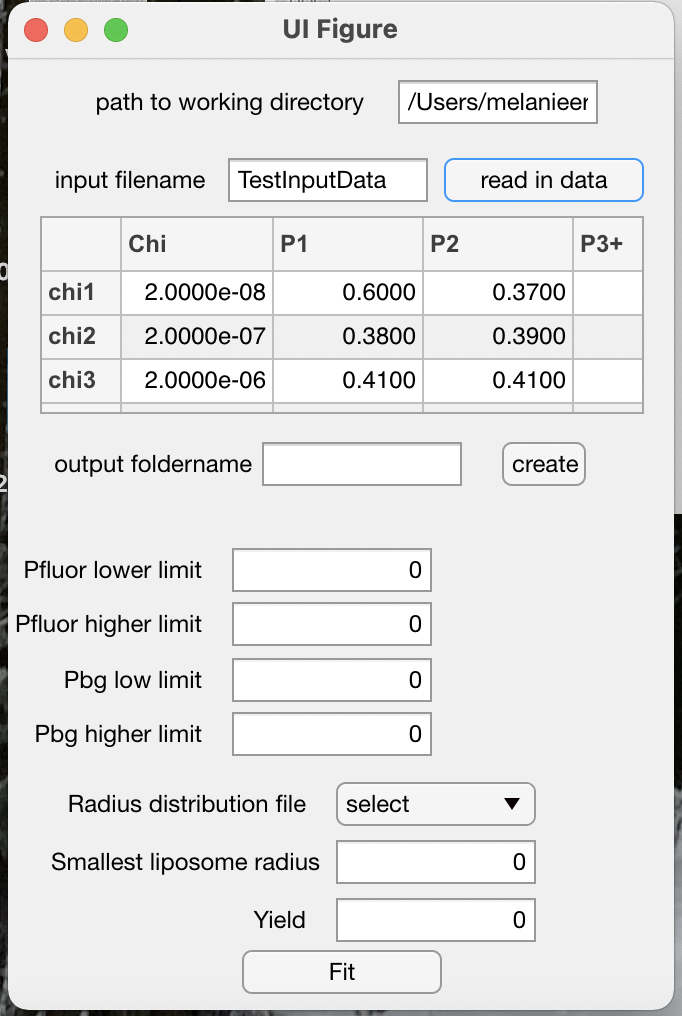 UI Figure
path to working directory /Users/melanieer
input filename TestInputData read in data
Chi P1 P2 P3+
chi1 2.0000e-08 0.6000 0.3700
chi2 2.0000e-07 0.3800 0.3900
chi3 2.0000e-06 0.4100 0.4100
output foldername create
Pfluor lower limit 0
Pfluor higher limit 0
Pbg low limit 0
Pbg higher limit 0
Radius distribution file select
Smallest liposome radius 0
Yield 0
Fit